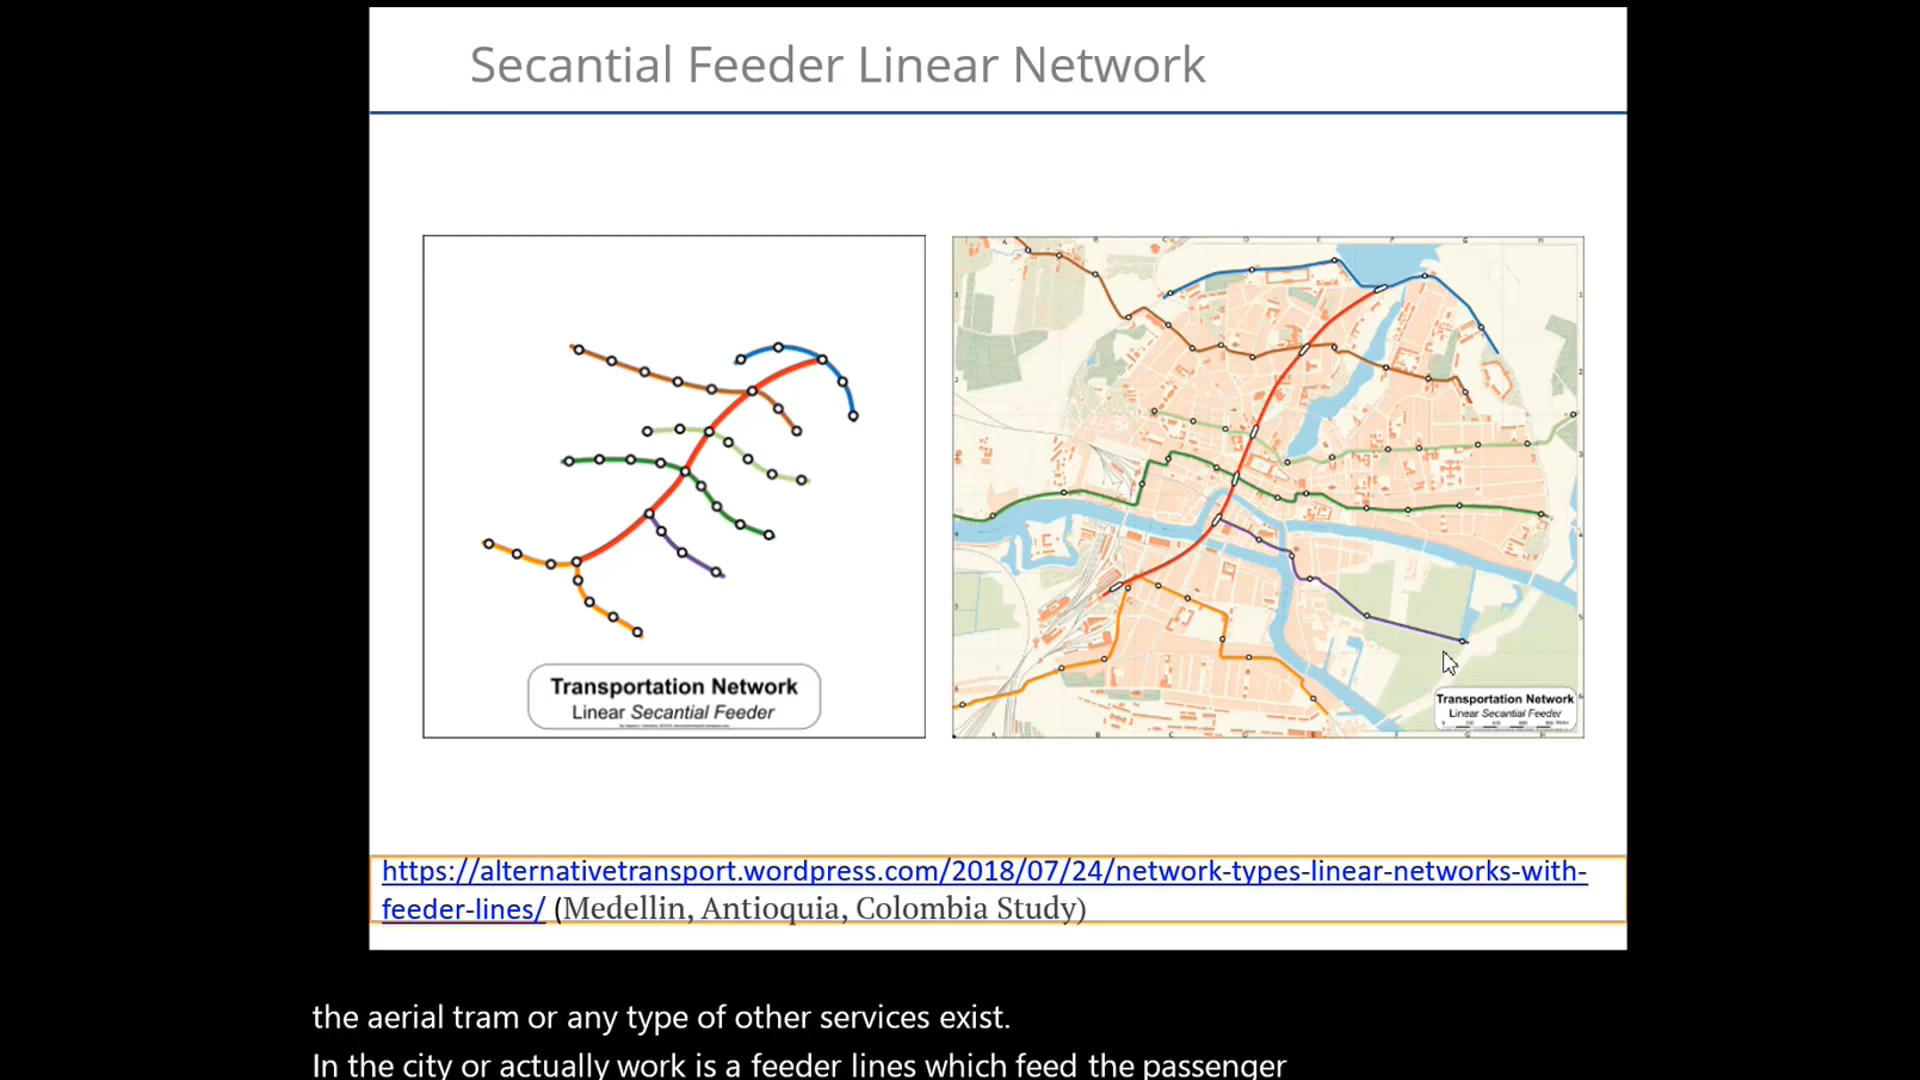 Secantial Feeder Linear Network
Transportation Network
Linear Secantial Feeder
Transportation Network
Linear Secantial Feeder
https://alternativetransport.wordpress.com/2018/07/24/network-types-linear-networks-with-
feeder-lines/ (Medellin, Antioquia, Colombia Study)
the aerial tram or any type of other services exist.
In the city or actually work is a feeder lines which feed the passenger